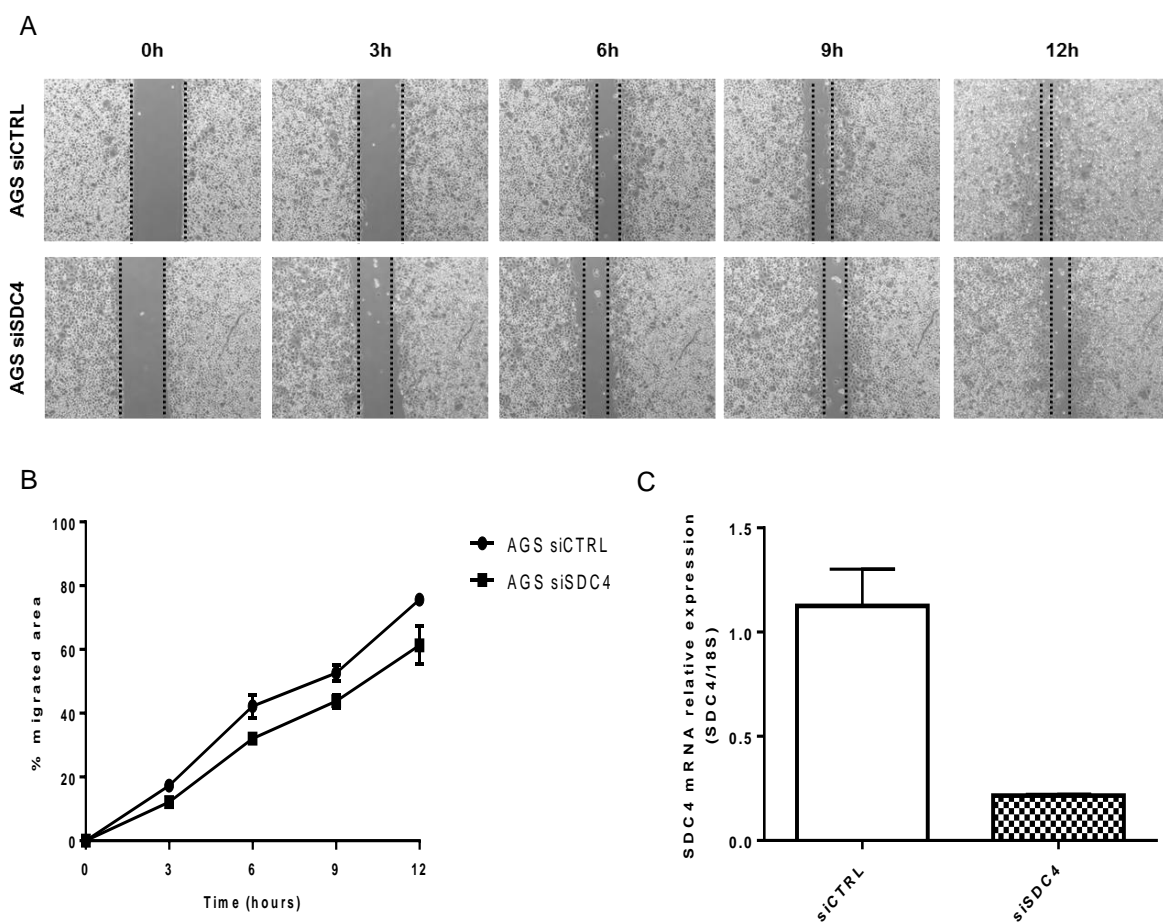 A
0h 3h 6h 9h 12h
AGS siCTRL
AGS siSDC4
B
100
80
60
40
20
0
0 3 6 9 12
% migrated area
Time (hours)
AGS siCTRL
AGS siSDC4
C
SDC4 mRNA relative expression
(SDC4/18S)
1.5
1.0
0.5
0.0
siCTRL
siSDC4